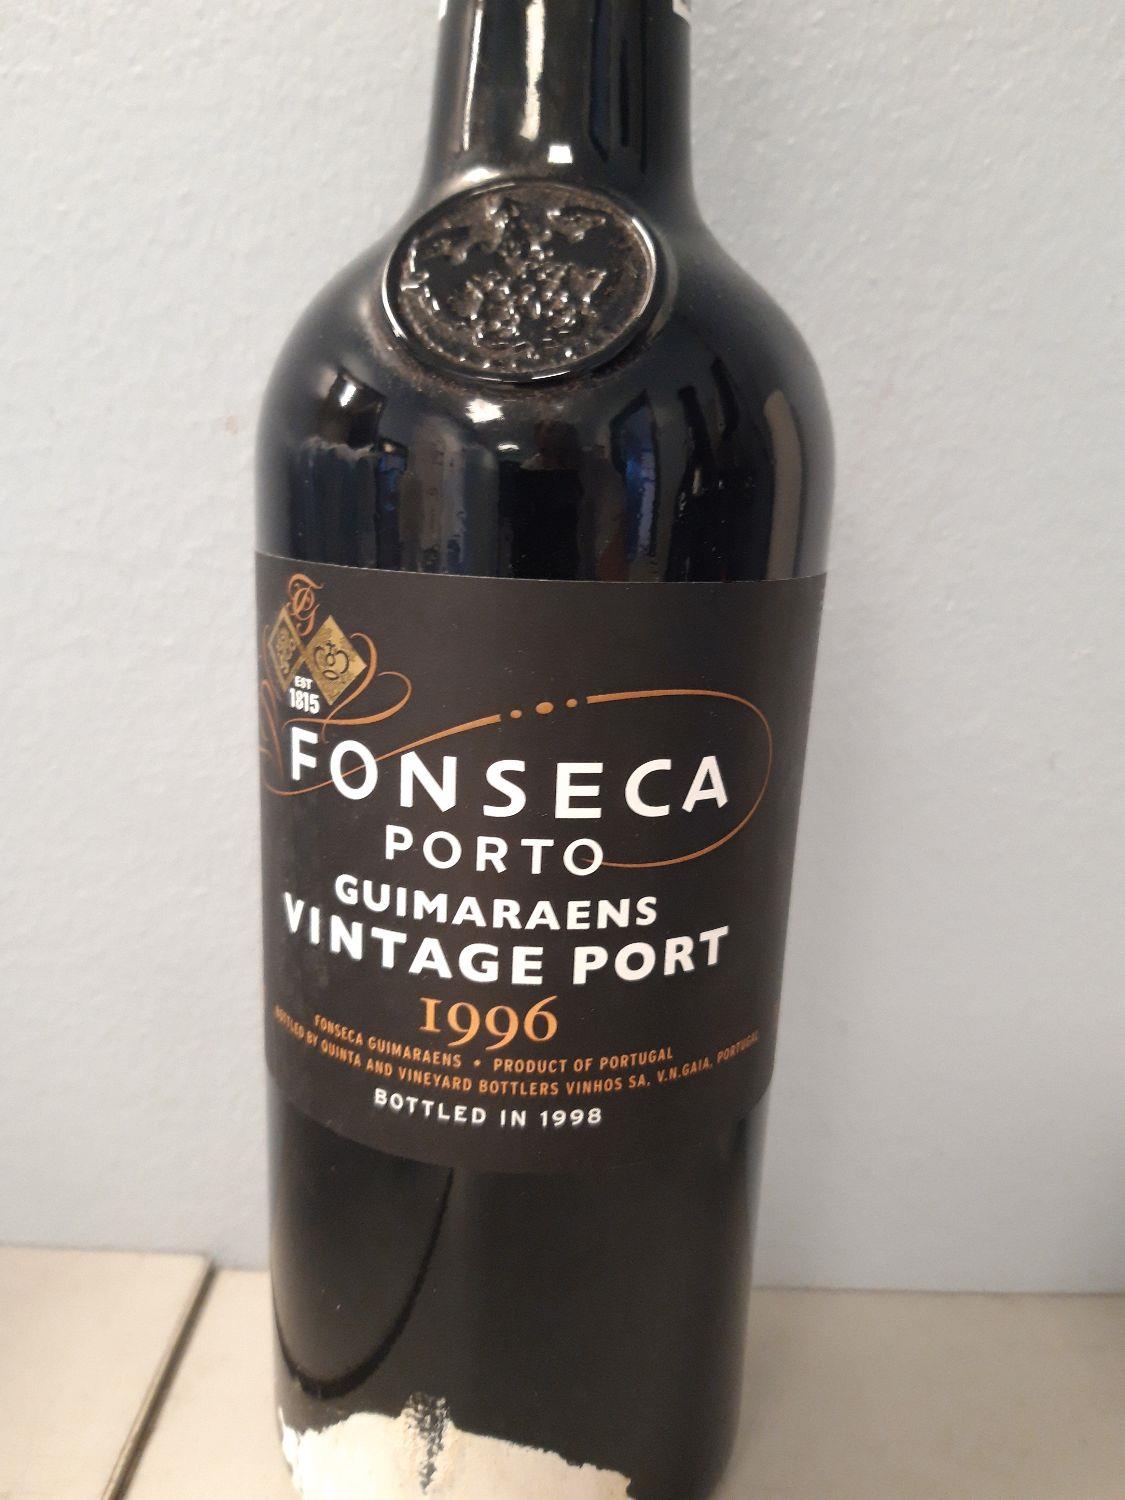 EST
1815
FONSECA
PORTO
GUIMARAENS
VINTAGE PORT
1996
FONSECA GUIMARAENS • PRODUCT OF PORTUGAL
BOTTLED BY QUINTA AND VINEYARD BOTTLERS VINHOS SA, V.N.GAIA, PORTUGAL
BOTTLED IN 1998